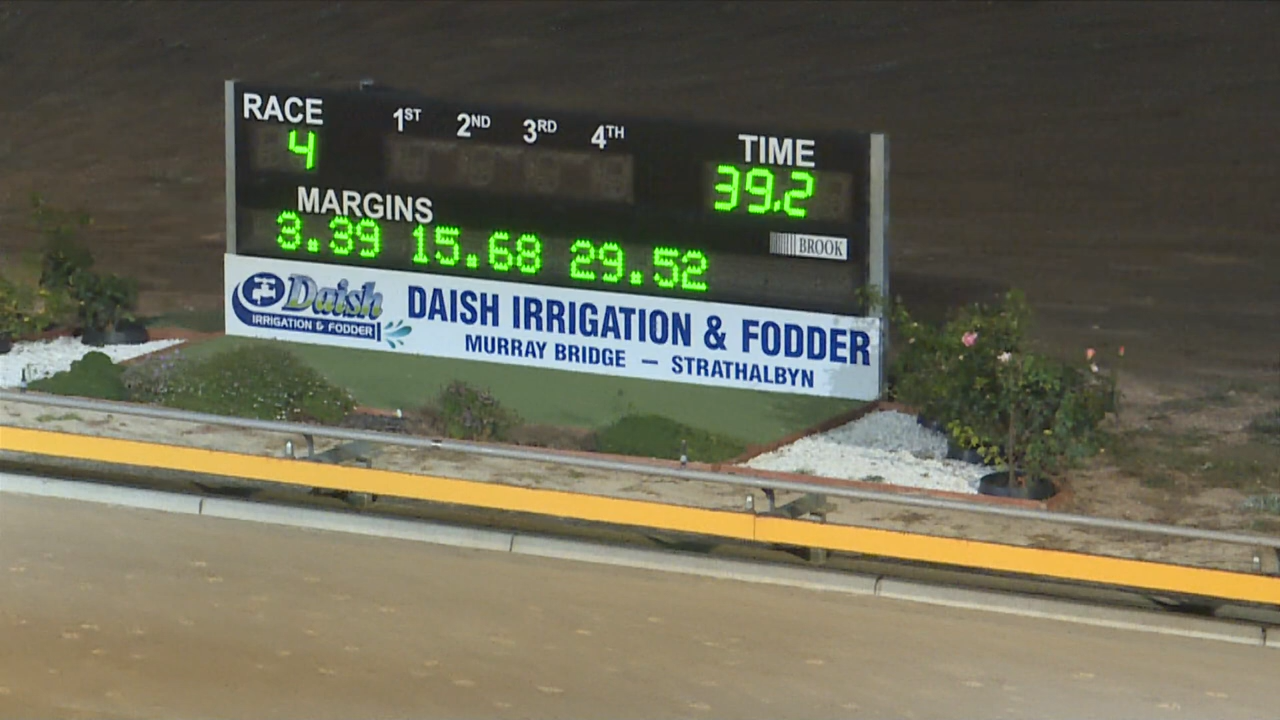 RACE 1ST 2ND 3RD 4TH TIME
4 39.2
MARGINS
3.39 15.68 29.52
BROOK
Daish
IRRIGATION & FODDER
DAISH IRRIGATION & FODDER
MURRAY BRIDGE – STRATHALBYN